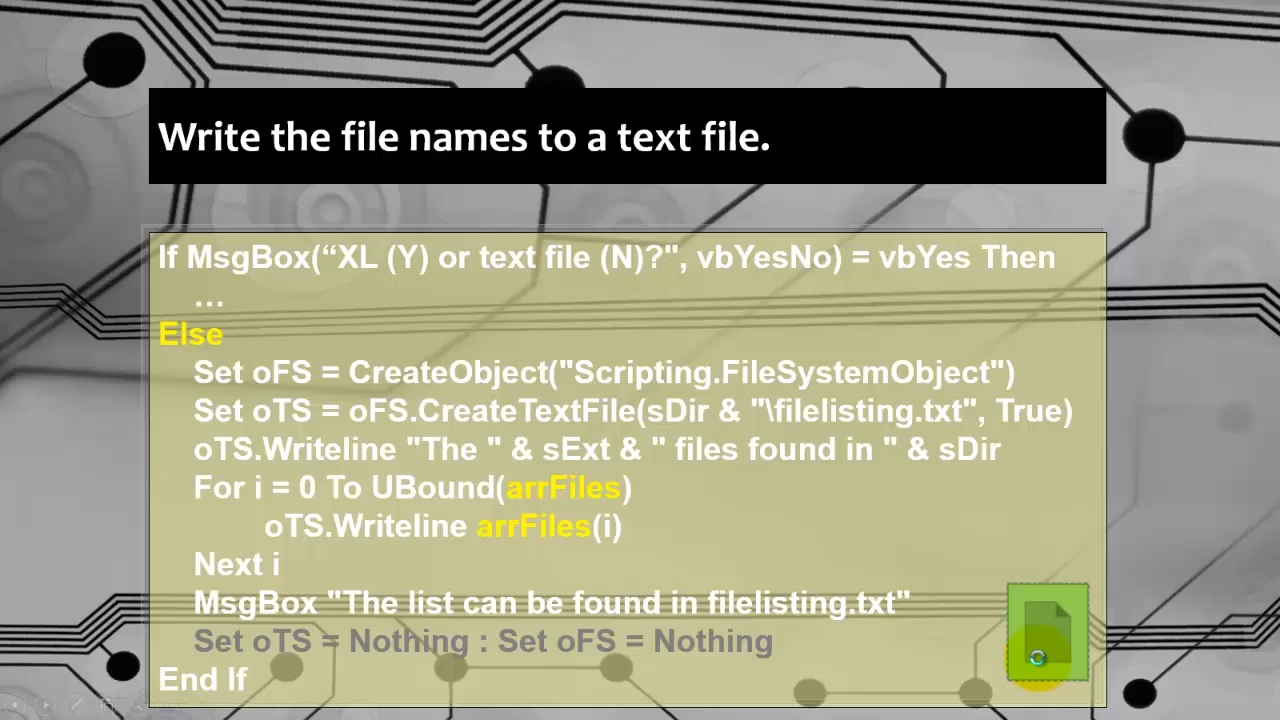 Write the file names to a text file.
If MsgBox(“XL (Y) or text file (N)?", vbYesNo) = vbYes Then
…
Else
Set oFS = CreateObject("Scripting.FileSystemObject")
Set oTS = oFS.CreateTextFile(sDir & "\filelisting.txt", True)
oTS.Writeline "The " & sExt & " files found in " & sDir
For i = 0 To UBound(arrFiles)
oTS.Writeline arrFiles(i)
Next i
MsgBox "The list can be found in filelisting.txt"
Set oTS = Nothing : Set oFS = Nothing
End If